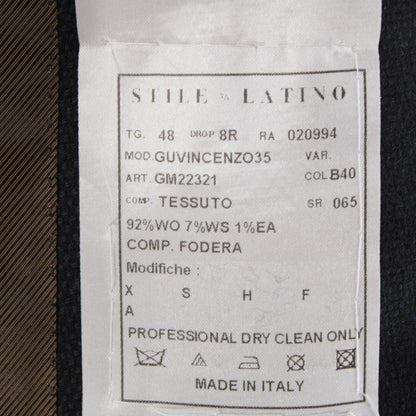 STILE LATINO
TG. 48 DROP 8R RA 020994
MOD. GUVINCENZO35 VAR.
ART. GM22321 COL. B40
COMP. TESSUTO SR 065
92%WO 7%WS 1%EA
COMP. FODERA
Modifiche :
X S H F
A
PROFESSIONAL DRY CLEAN ONLY
MADE IN ITALY